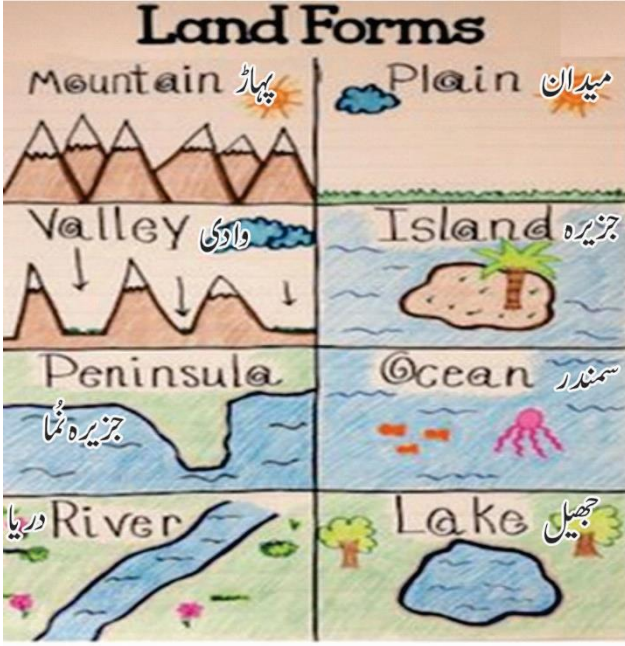 Land Forms
Mountain پہاڑ
Plain میدان
Valley وادی
Island جزیرہ
Peninsula
جزیرہ نُما
Ocean سمندر
River دریا
Lake جھیل